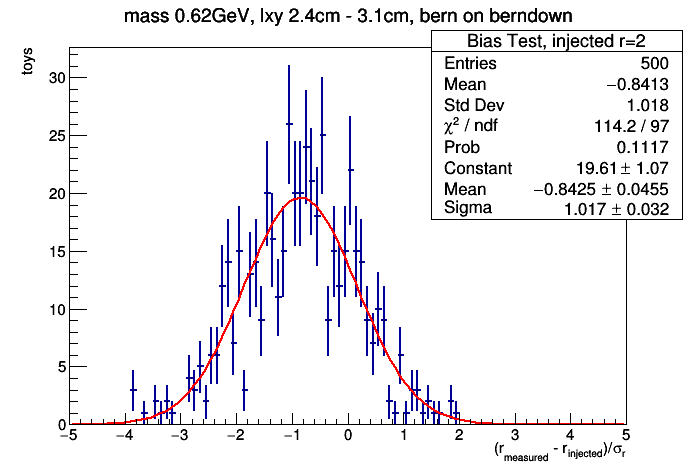 mass 0.62GeV, lxy 2.4cm - 3.1cm, bern on berndown
Bias Test, injected r=2
Entries 500
Mean −0.8413
Std Dev 1.018
χ² / ndf 114.2 / 97
Prob 0.1117
Constant 19.61 ± 1.07
Mean −0.8425 ± 0.0455
Sigma 1.017 ± 0.032
toys
30
25
20
15
10
5
0
−5 −4 −3 −2 −1 0 1 2 3 4 5
(r_measured - r_injected)/σ_r